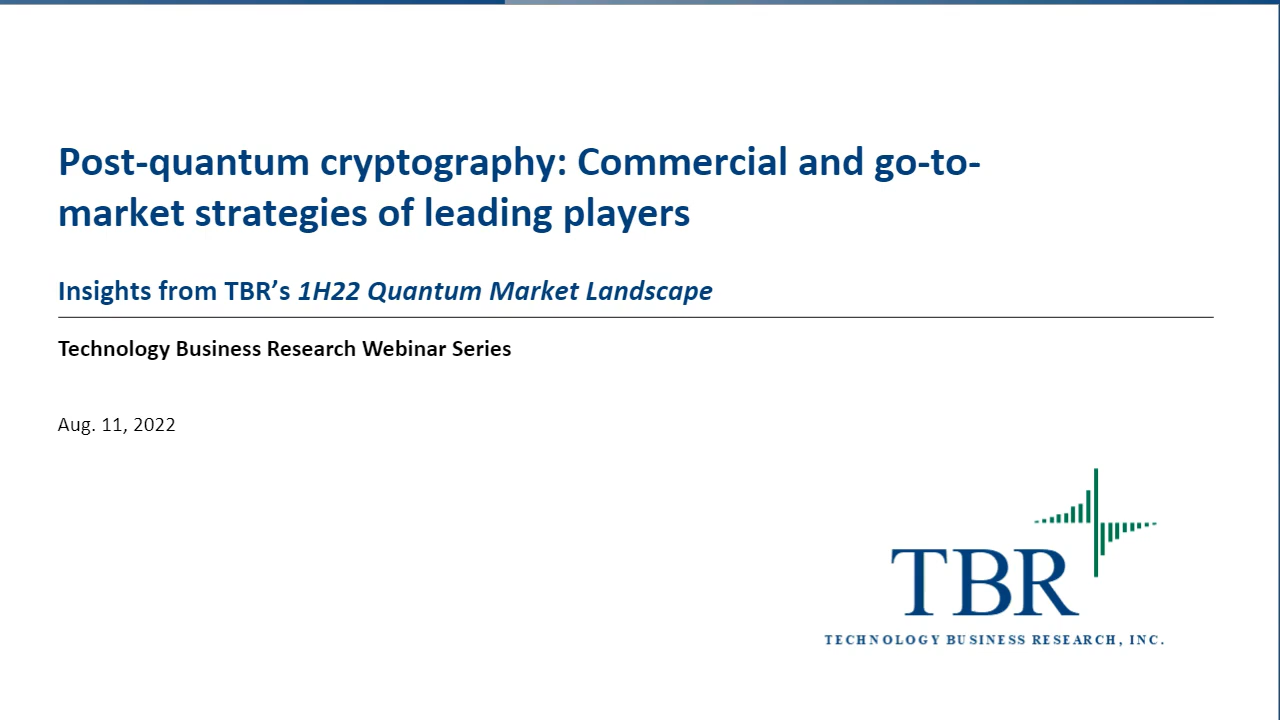 Post-quantum cryptography: Commercial and go-to-
market strategies of leading players
Insights from TBR’s 1H22 Quantum Market Landscape
Technology Business Research Webinar Series
Aug. 11, 2022
TBR
TECHNOLOGY BUSINESS RESEARCH, INC.